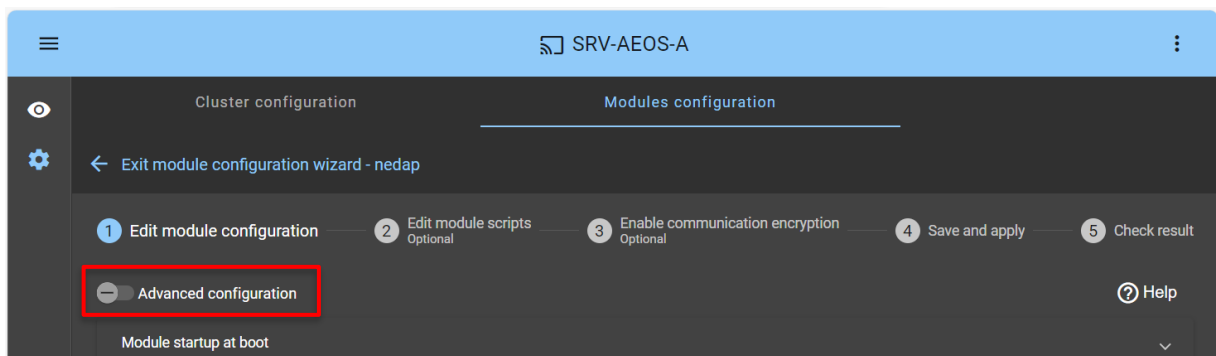 SRV-AEOS-A
Cluster configuration
Modules configuration
Exit module configuration wizard - nedap
1 Edit module configuration
2 Edit module scripts
Optional
3 Enable communication encryption
Optional
4 Save and apply
5 Check result
Advanced configuration
Help
Module startup at boot